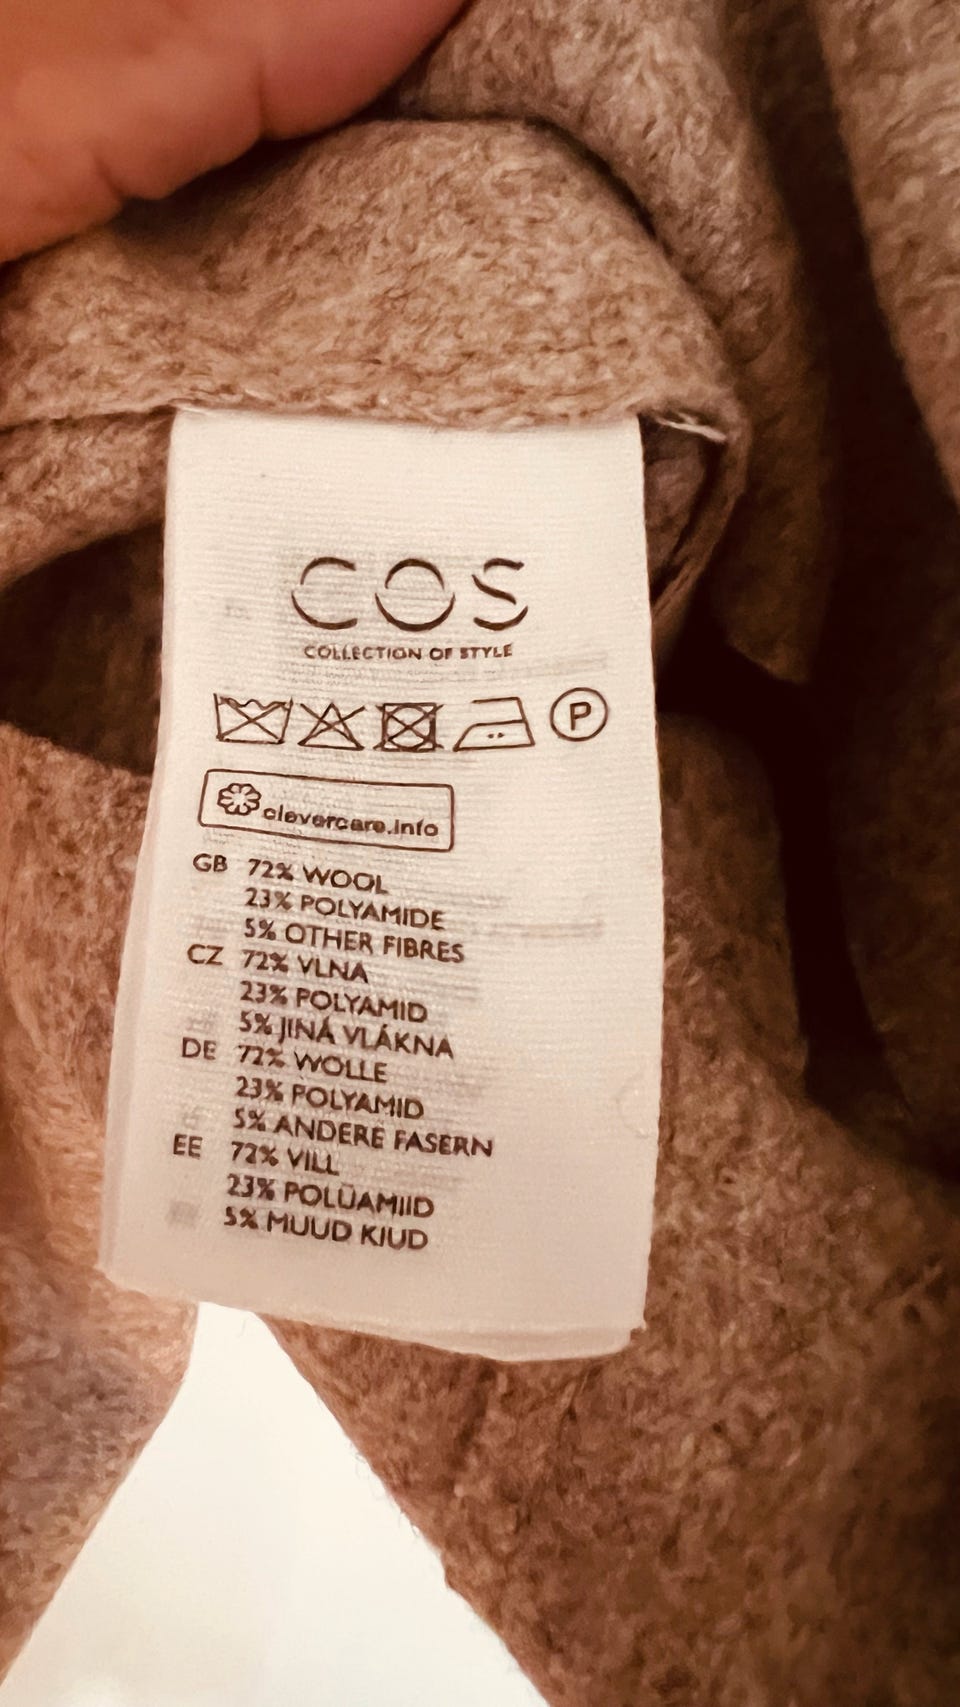 COS
COLLECTION OF STYLE
P
clevercare.info
GB 72% WOOL
23% POLYAMIDE
5% OTHER FIBRES
CZ 72% VLNA
23% POLYAMID
5% JINÁ VLÁKNA
DE 72% WOLLE
23% POLYAMID
5% ANDERE FASERN
EE 72% VILL
23% POLÜAMIID
5% MUUD KIUD